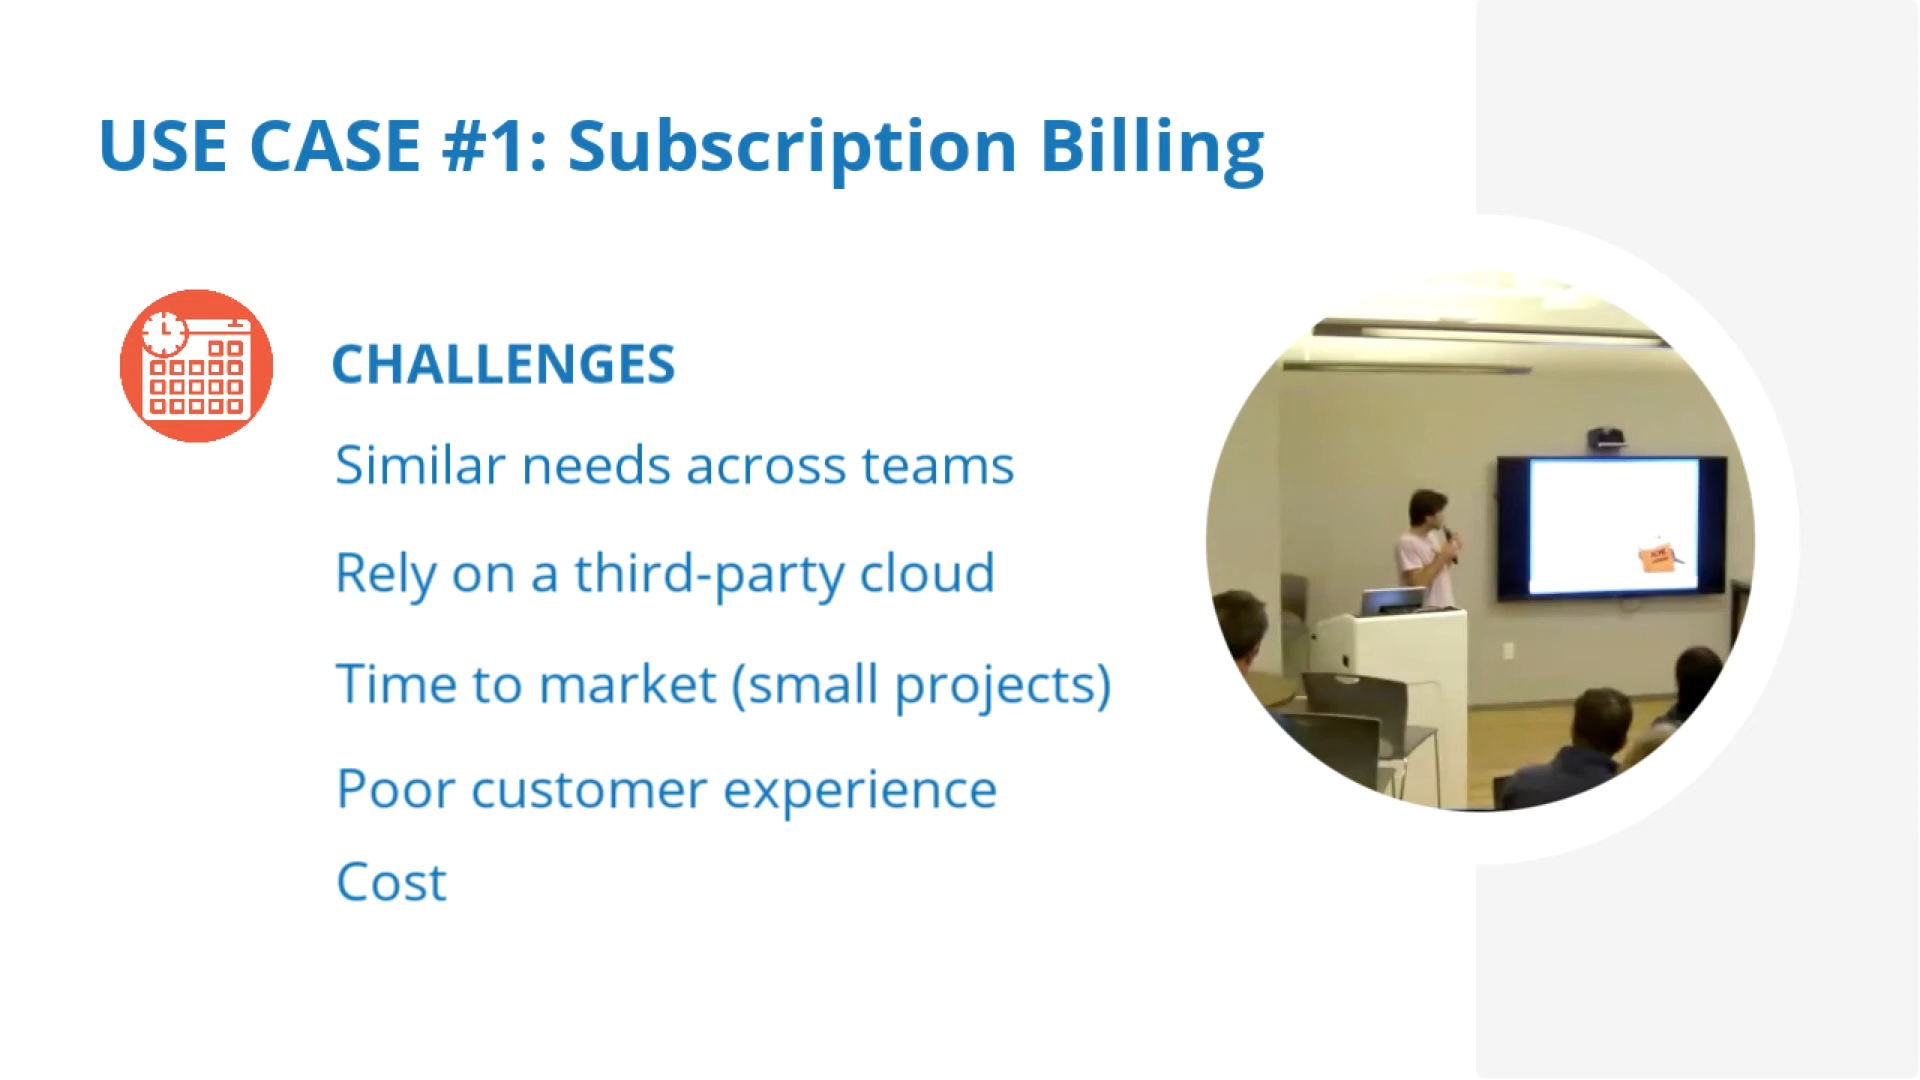 USE CASE #1: Subscription Billing
CHALLENGES
Similar needs across teams
Rely on a third-party cloud
Time to market (small projects)
Poor customer experience
Cost